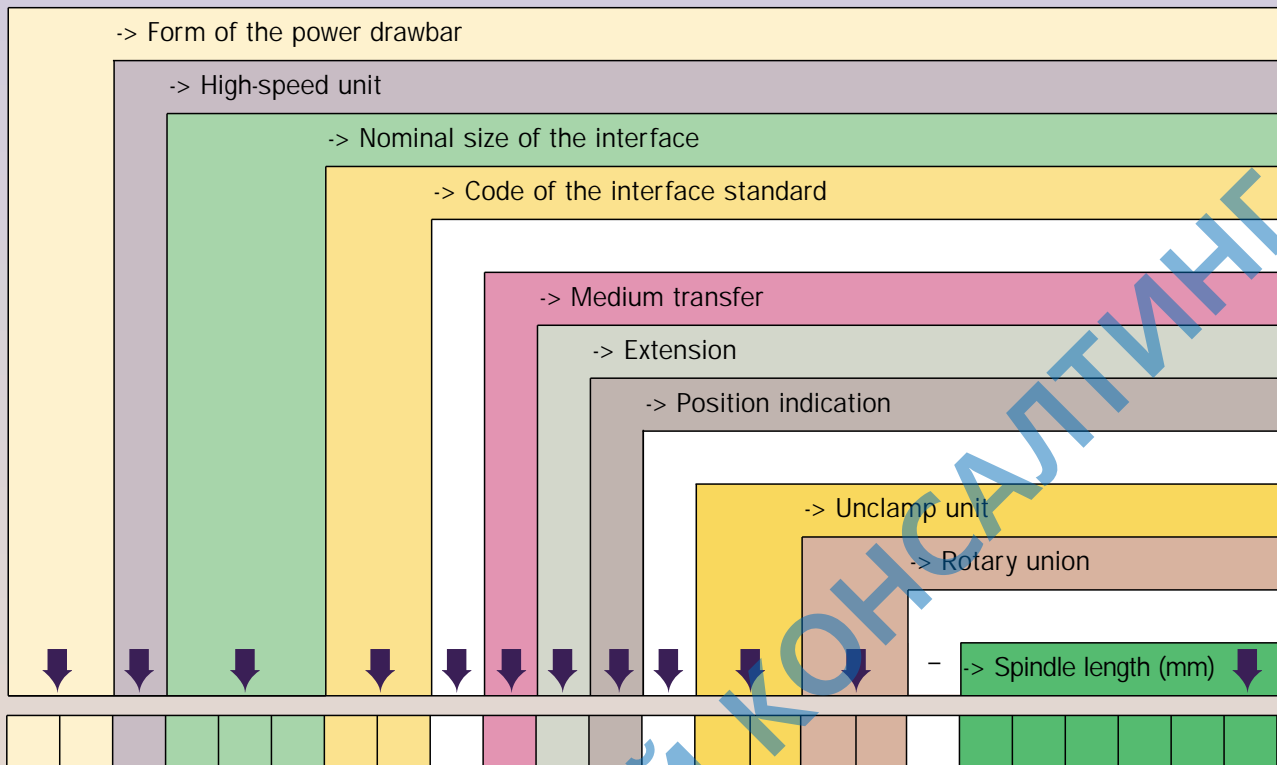 -> Form of the power drawbar
-> High-speed unit
-> Nominal size of the interface
-> Code of the interface standard
-> Medium transfer
-> Extension
-> Position indication
-> Unclamp unit
-> Rotary union
– -> Spindle length (mm)
КОНСАЛТИНГ